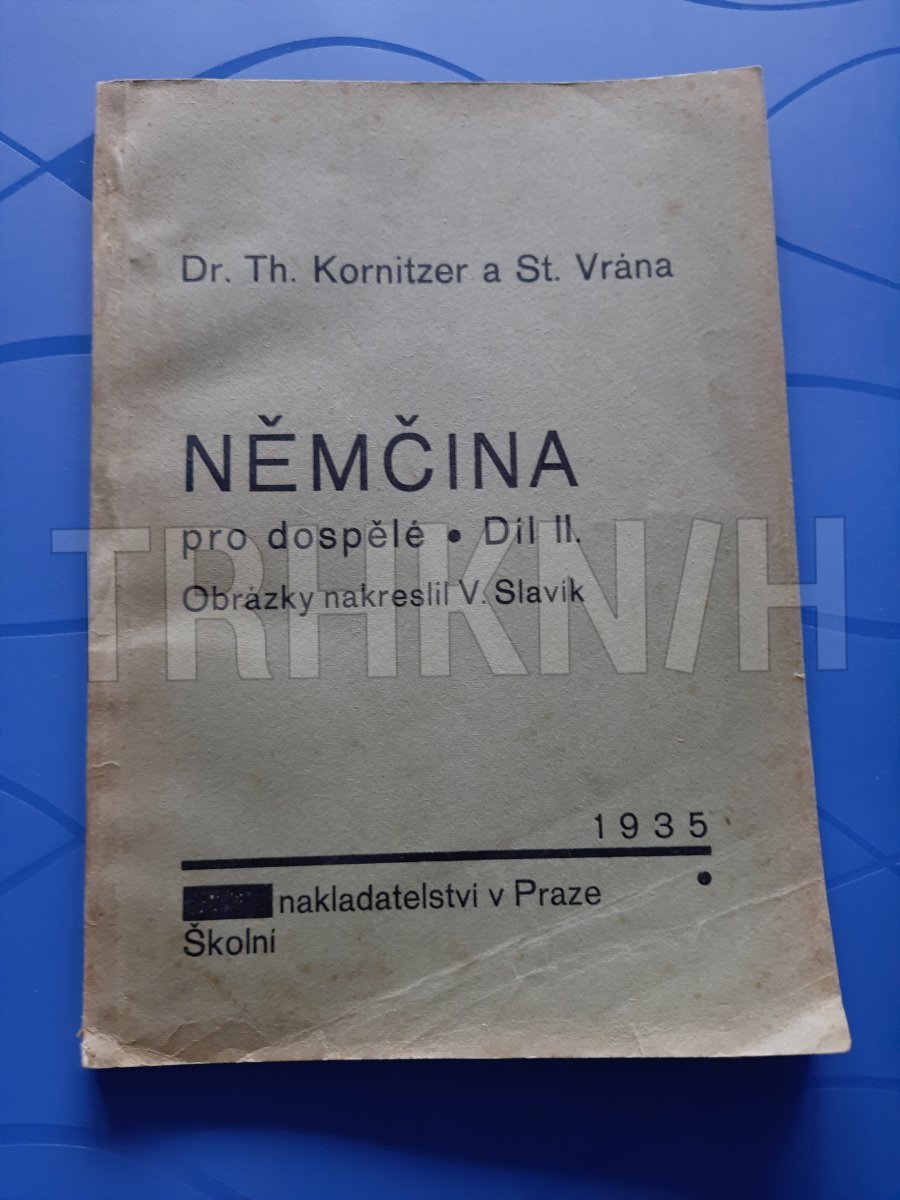 Dr. Th. Kornitzer a St. Vrána
NĚMČINA
pro dospělé • Díl II.
Obrázky nakreslil V. Slavík
TRHKNIH
1935
nakladatelství v Praze
Školní